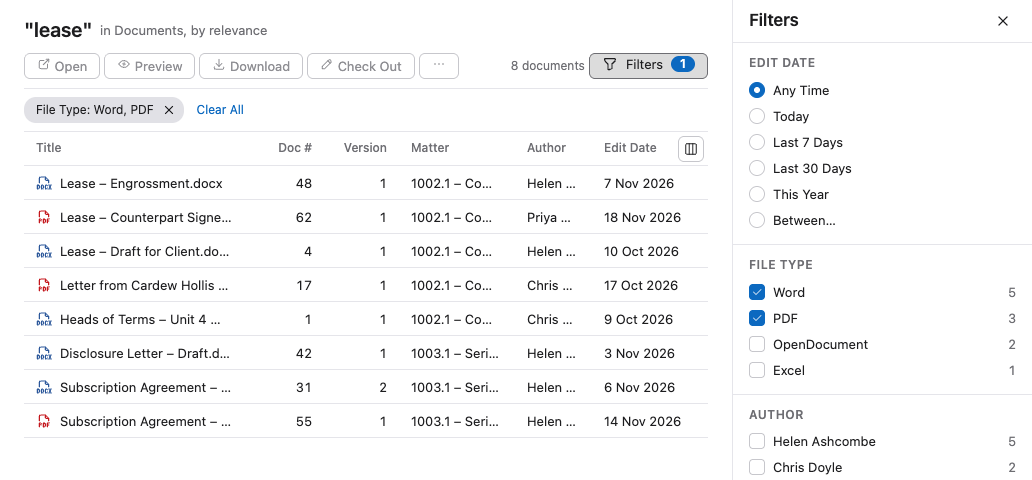 "lease" in Documents, by relevance
Open Preview Download Check Out ... 8 documents Filters 1
File Type: Word, PDF Clear All
Title Doc # Version Matter Author Edit Date
DOCX Lease – Engrossment.docx 48 1 1002.1 – Co... Helen ... 7 Nov 2026
PDF Lease – Counterpart Signe... 62 1 1002.1 – Co... Priya ... 18 Nov 2026
DOCX Lease – Draft for Client.do... 4 1 1002.1 – Co... Helen ... 10 Oct 2026
PDF Letter from Cardew Hollis ... 17 1 1002.1 – Co... Chris ... 17 Oct 2026
DOCX Heads of Terms – Unit 4 ... 1 1 1002.1 – Co... Chris ... 9 Oct 2026
DOCX Disclosure Letter – Draft.d... 42 1 1003.1 – Seri... Helen ... 3 Nov 2026
DOCX Subscription Agreement – ... 31 2 1003.1 – Seri... Helen ... 6 Nov 2026
PDF Subscription Agreement – ... 55 1 1003.1 – Seri... Helen ... 14 Nov 2026
Filters
EDIT DATE
Any Time
Today
Last 7 Days
Last 30 Days
This Year
Between...
FILE TYPE
Word 5
PDF 3
OpenDocument 2
Excel 1
AUTHOR
Helen Ashcombe 5
Chris Doyle 2